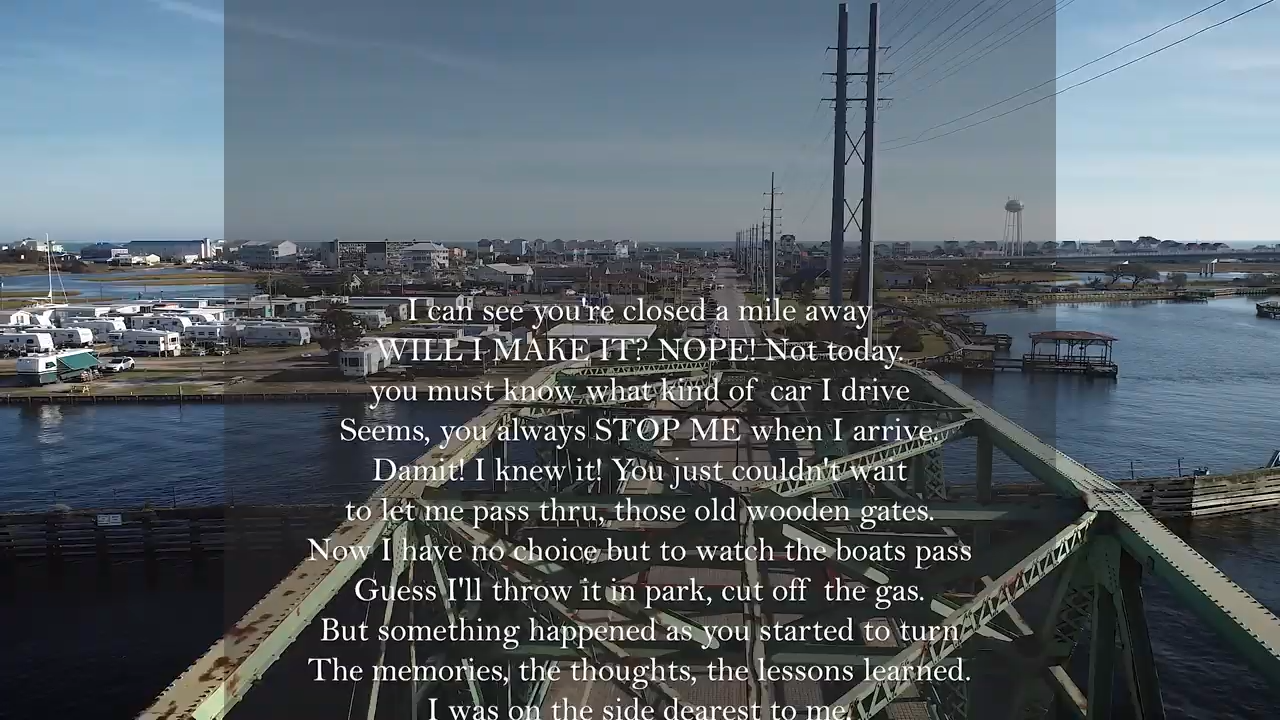 I can see you're closed a mile away
WILL I MAKE IT? NOPE! Not today.
you must know what kind of car I drive
Seems, you always STOP ME when I arrive.
Damit! I knew it! You just couldn't wait
to let me pass thru, those old wooden gates.
Now I have no choice but to watch the boats pass
Guess I'll throw it in park, cut off the gas.
But something happened as you started to turn
The memories, the thoughts, the lessons learned.
I was on the side dearest to me.